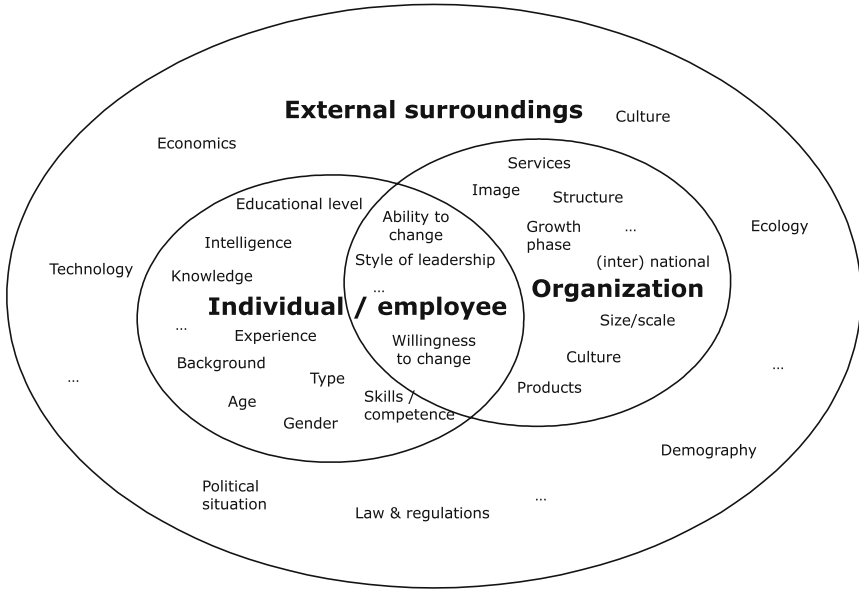 External surroundings
Culture
Economics
Services
Image
Structure
Educational level
Ability to
change
Growth
phase
...
Ecology
Intelligence
Style of leadership
(inter) national
Technology
Knowledge
...
Organization
Individual / employee
...
Experience
Size/scale
Willingness
to change
Background
Culture
...
...
Type
Products
Age
Skills /
competence
Gender
Demography
Political
situation
...
Law & regulations